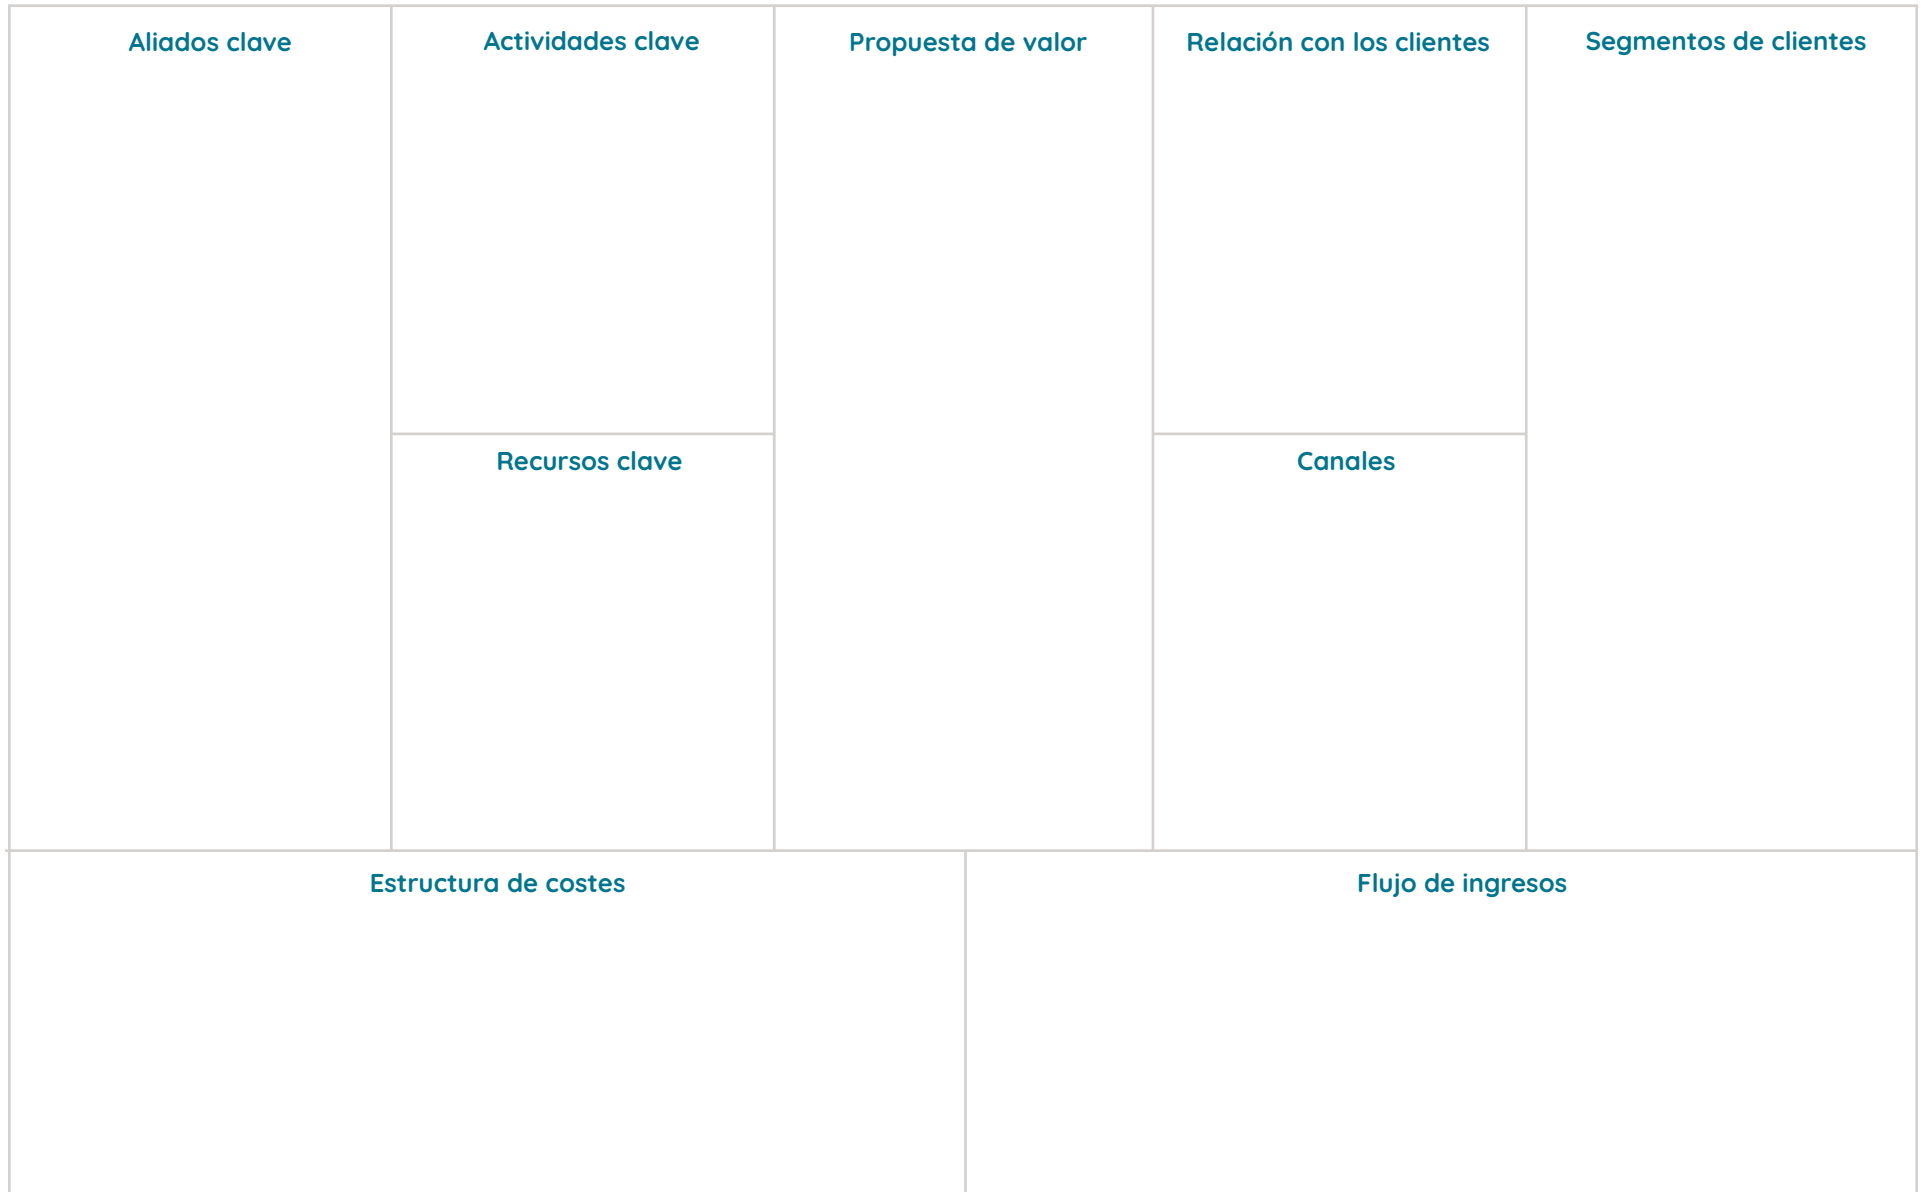 Aliados clave
Actividades clave
Propuesta de valor
Relación con los clientes
Segmentos de clientes
Recursos clave
Canales
Estructura de costes
Flujo de ingresos